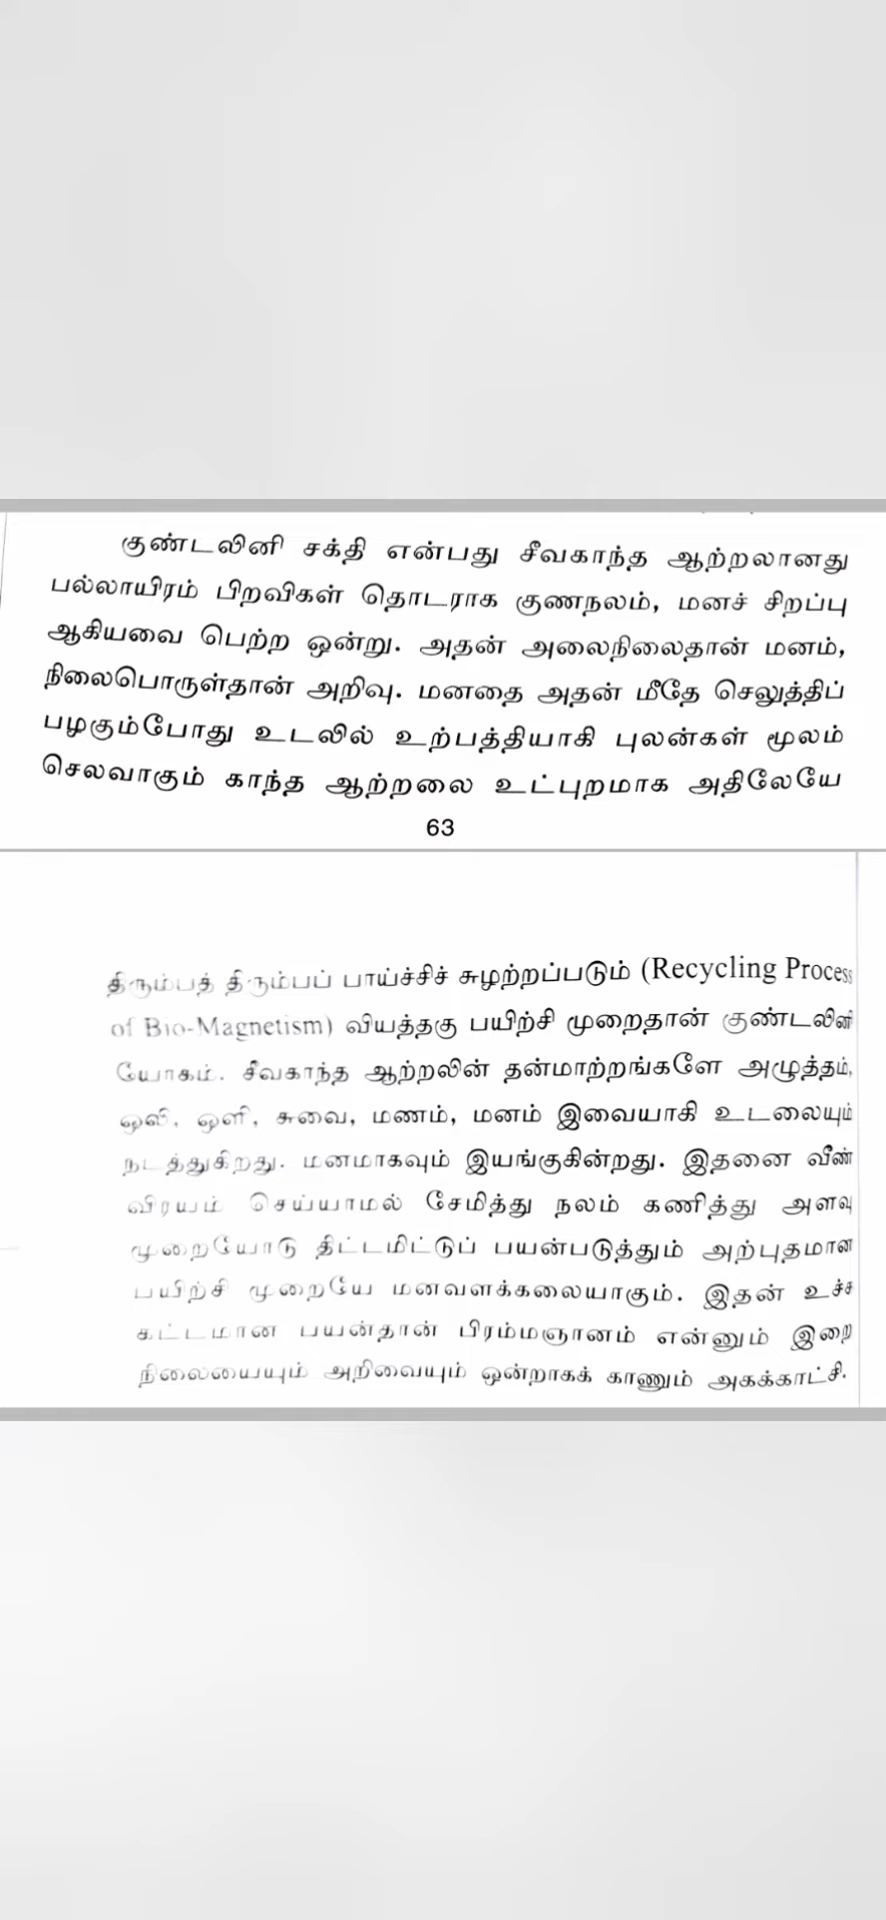 குண்டலினி சக்தி என்பது சீவகாந்த ஆற்றலானது
பல்லாயிரம் பிறவிகள் தொடராக குணநலம், மனச் சிறப்பு
ஆகியவை பெற்ற ஒன்று. அதன் அலைநிலைதான் மனம்,
நிலைபொருள்தான் அறிவு. மனதை அதன் மீதே செலுத்திப்
பழகும்போது உடலில் உற்பத்தியாகி புலன்கள் மூலம்
செலவாகும் காந்த ஆற்றலை உட்புறமாக அதிலேயே
63
திரும்பத் திரும்பப் பாய்ச்சிச் சுழற்றப்படும் (Recycling Process
of Bio-Magnetism) வியத்தகு பயிற்சி முறைதான் குண்டலினி
யோகம். சீவகாந்த ஆற்றலின் தன்மாற்றங்களே அழுத்தம்,
ஒலி, ஒளி, சுவை, மணம், மனம் இவையாகி உடலையும்
நடத்துகிறது. மனமாகவும் இயங்குகின்றது. இதனை வீண்
விரயம் செய்யாமல் சேமித்து நலம் கணித்து அளவு
முறையோடு திட்டமிட்டுப் பயன்படுத்தும் அற்புதமான
பயிற்சி முறையே மனவளக்கலையாகும். இதன் உச்ச
கட்டமான பயன்தான் பிரம்மஞானம் என்னும் இறை
நிலையையும் அறிவையும் ஒன்றாகக் காணும் அகக்காட்சி.